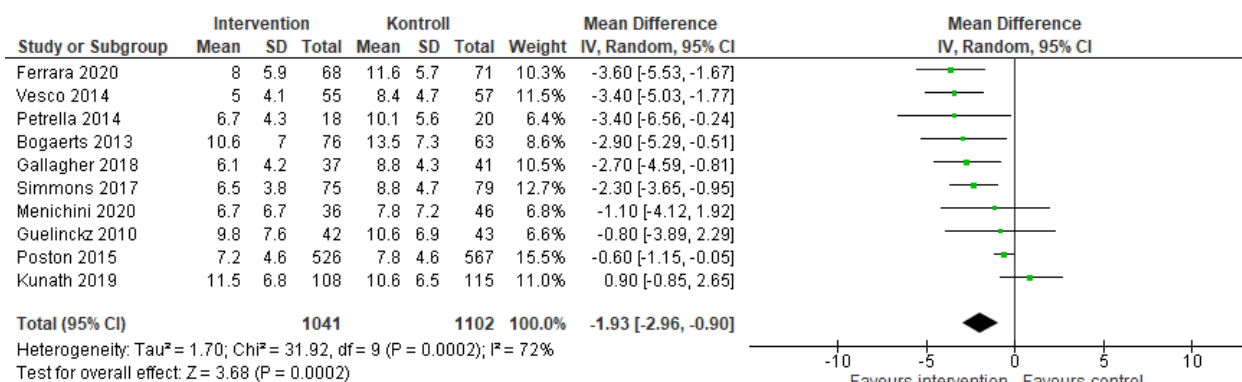 Intervention Kontroll Mean Difference Mean Difference
Study or Subgroup Mean SD Total Mean SD Total Weight IV, Random, 95% CI IV, Random, 95% CI
Ferrara 2020 8 5.9 68 11.6 5.7 71 10.3% -3.60 [-5.53, -1.67]
Vesco 2014 5 4.1 55 8.4 4.7 57 11.5% -3.40 [-5.03, -1.77]
Petrella 2014 6.7 4.3 18 10.1 5.6 20 6.4% -3.40 [-6.56, -0.24]
Bogaerts 2013 10.6 7 76 13.5 7.3 63 8.6% -2.90 [-5.29, -0.51]
Gallagher 2018 6.1 4.2 37 8.8 4.3 41 10.5% -2.70 [-4.59, -0.81]
Simmons 2017 6.5 3.8 75 8.8 4.7 79 12.7% -2.30 [-3.65, -0.95]
Menichini 2020 6.7 6.7 36 7.8 7.2 46 6.8% -1.10 [-4.12, 1.92]
Guelinckz 2010 9.8 7.6 42 10.6 6.9 43 6.6% -0.80 [-3.89, 2.29]
Poston 2015 7.2 4.6 526 7.8 4.6 567 15.5% -0.60 [-1.15, -0.05]
Kunath 2019 11.5 6.8 108 10.6 6.5 115 11.0% 0.90 [-0.85, 2.65]
Total (95% CI) 1041 1102 100.0% -1.93 [-2.96, -0.90]
Heterogeneity: Tau² = 1.70; Chi² = 31.92, df = 9 (P = 0.0002); I² = 72%
Test for overall effect: Z = 3.68 (P = 0.0002)
-10 -5 0 5 10
Favours intervention Favours control